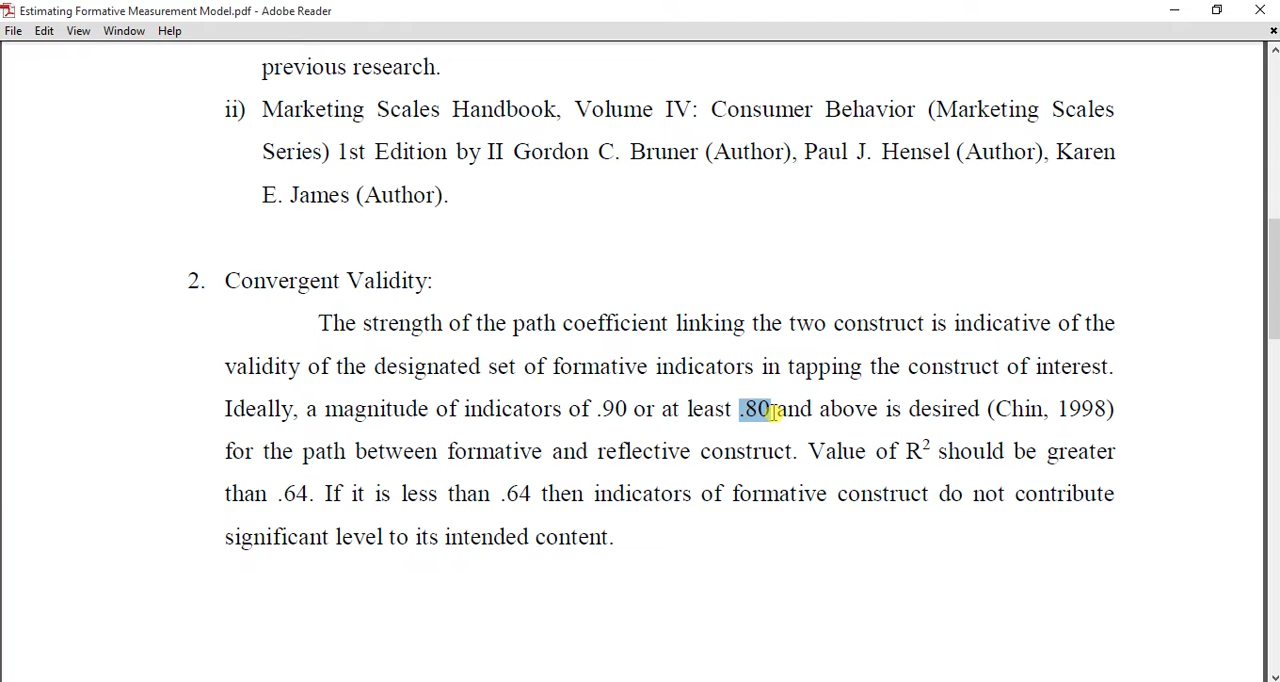 Estimating Formative Measurement Model.pdf - Adobe Reader
File Edit View Window Help
previous research.
ii) Marketing Scales Handbook, Volume IV: Consumer Behavior (Marketing Scales
Series) 1st Edition by II Gordon C. Bruner (Author), Paul J. Hensel (Author), Karen
E. James (Author).
2. Convergent Validity:
The strength of the path coefficient linking the two construct is indicative of the
validity of the designated set of formative indicators in tapping the construct of interest.
Ideally, a magnitude of indicators of .90 or at least .80 and above is desired (Chin, 1998)
for the path between formative and reflective construct. Value of R² should be greater
than .64. If it is less than .64 then indicators of formative construct do not contribute
significant level to its intended content.